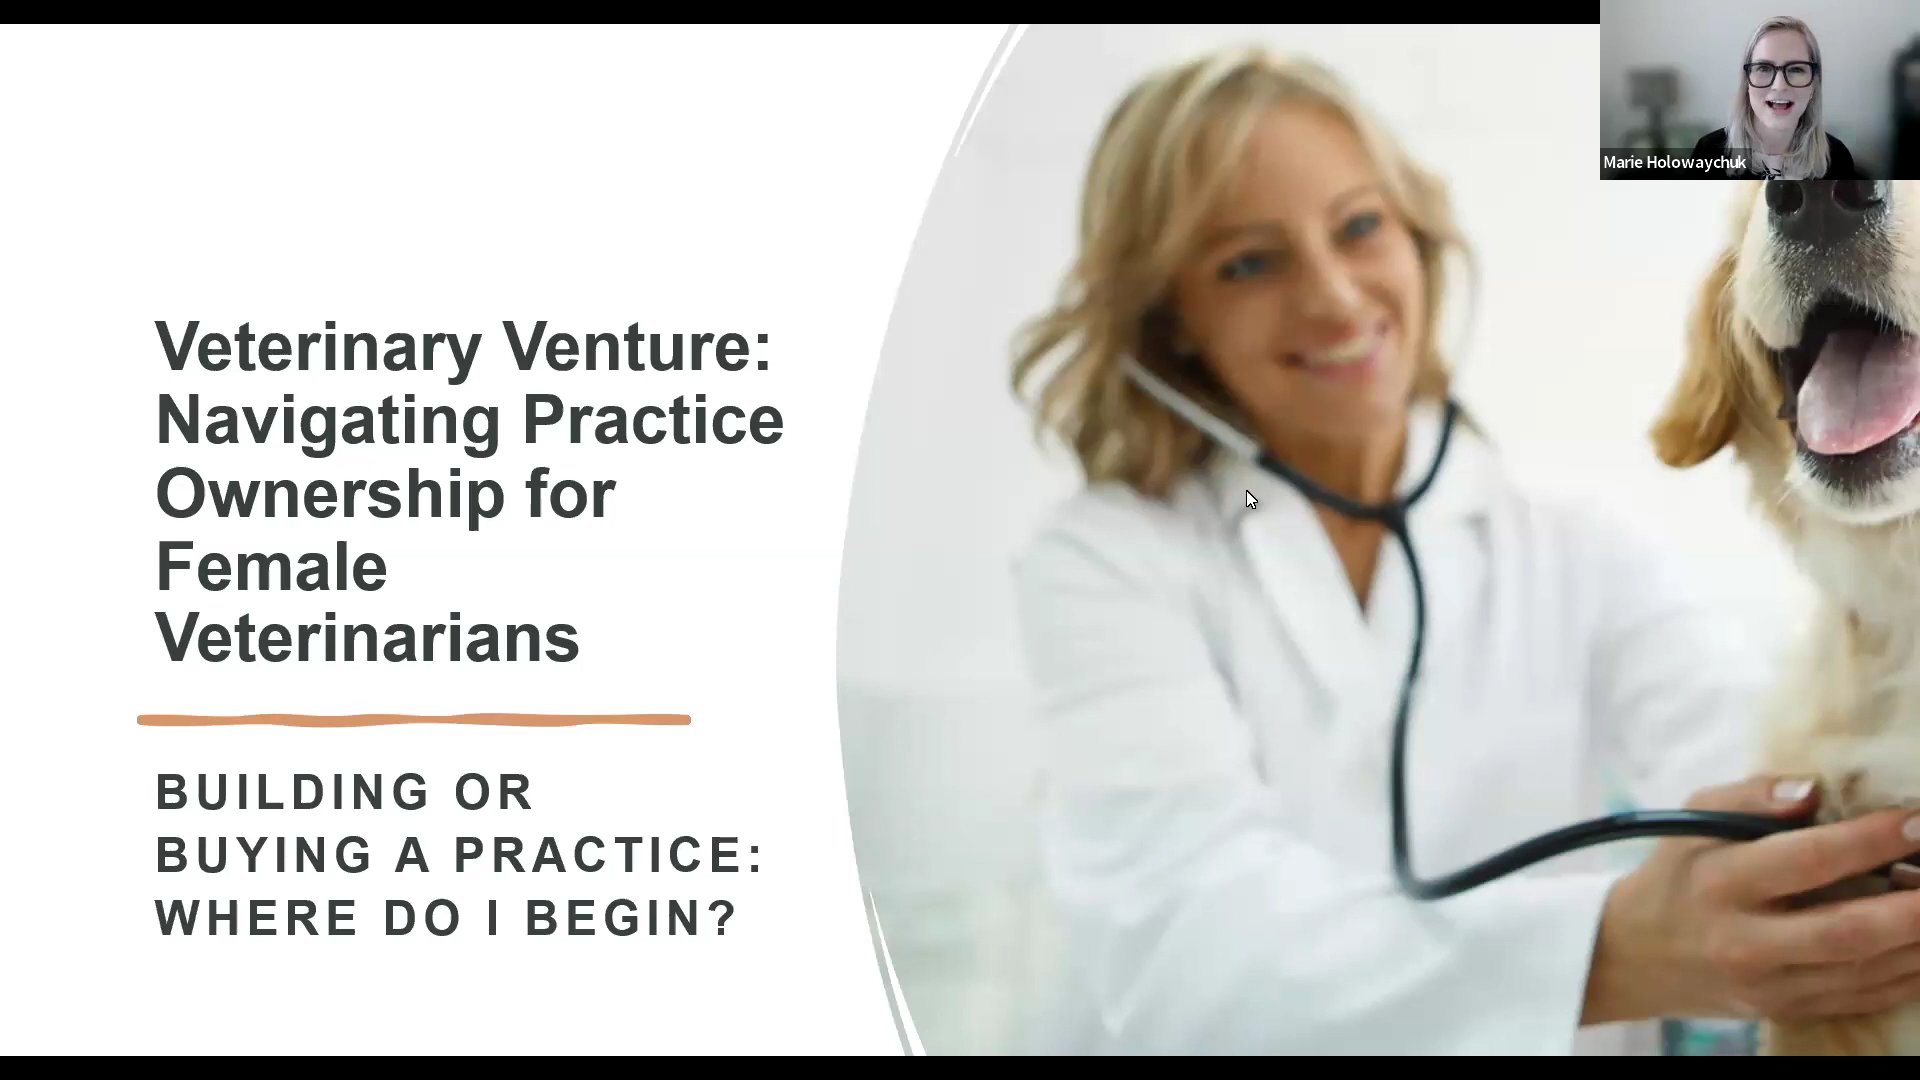 Marie Holowaychuk
Veterinary Venture:
Navigating Practice
Ownership for
Female
Veterinarians
BUILDING OR
BUYING A PRACTICE:
WHERE DO I BEGIN?